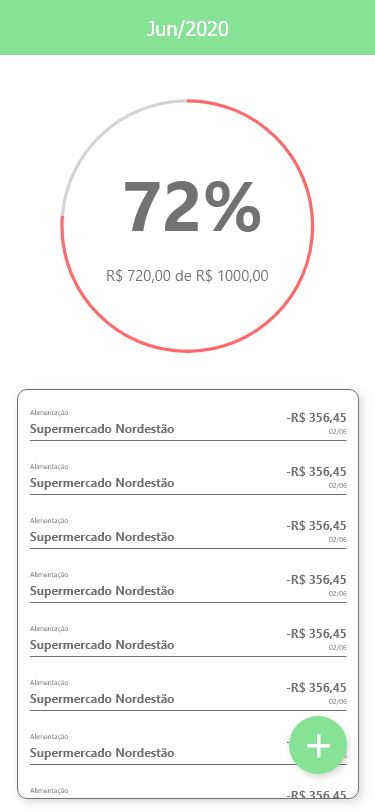 Jun/2020
72%
R$ 720,00 de R$ 1000,00
Alimentação
-R$ 356,45
Supermercado Nordestão
02/06
Alimentação
-R$ 356,45
Supermercado Nordestão
02/06
Alimentação
-R$ 356,45
Supermercado Nordestão
02/06
Alimentação
-R$ 356,45
Supermercado Nordestão
02/06
Alimentação
-R$ 356,45
Supermercado Nordestão
02/06
Alimentação
-R$ 356,45
Supermercado Nordestão
02/06
Alimentação
Supermercado Nordestão
+
Alimentação
-R$ 356,45